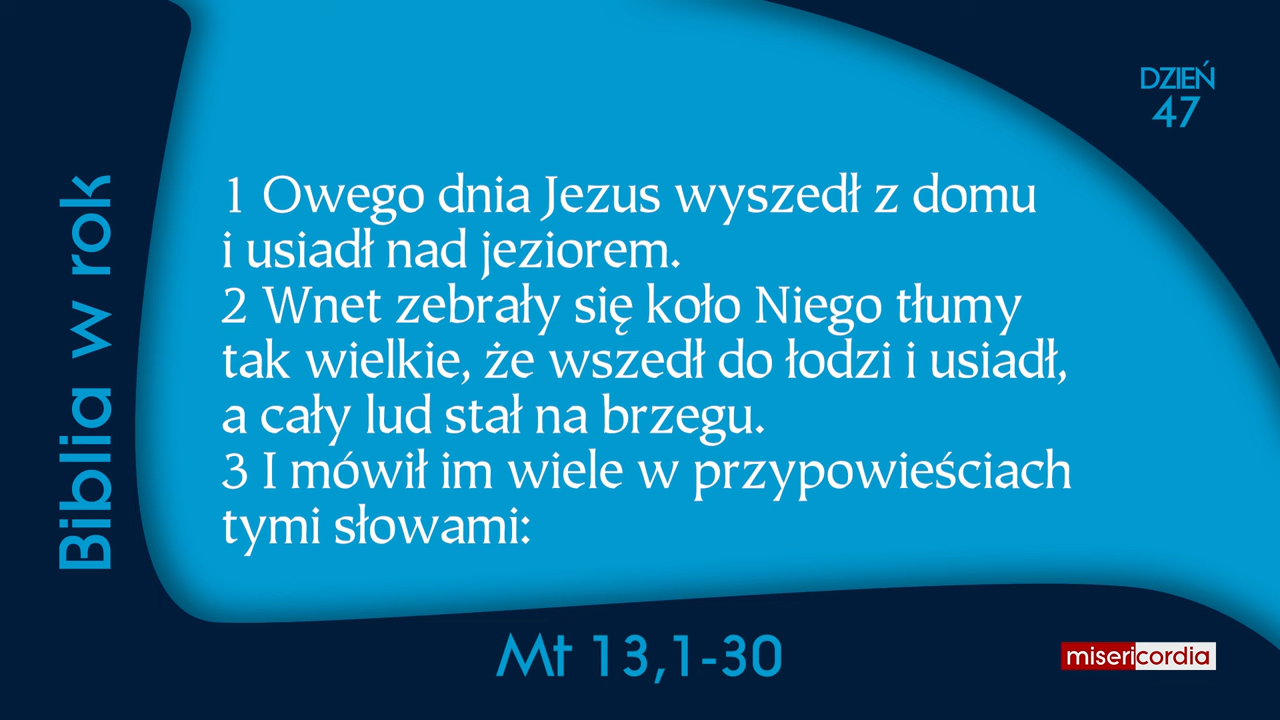 DZIEŃ
47
Biblia w rok
1 Owego dnia Jezus wyszedł z domu
i usiadł nad jeziorem.
2 Wnet zebrały się koło Niego tłumy
tak wielkie, że wszedł do łodzi i usiadł,
a cały lud stał na brzegu.
3 I mówił im wiele w przypowieściach
tymi słowami:
Mt 13,1-30
misericordia